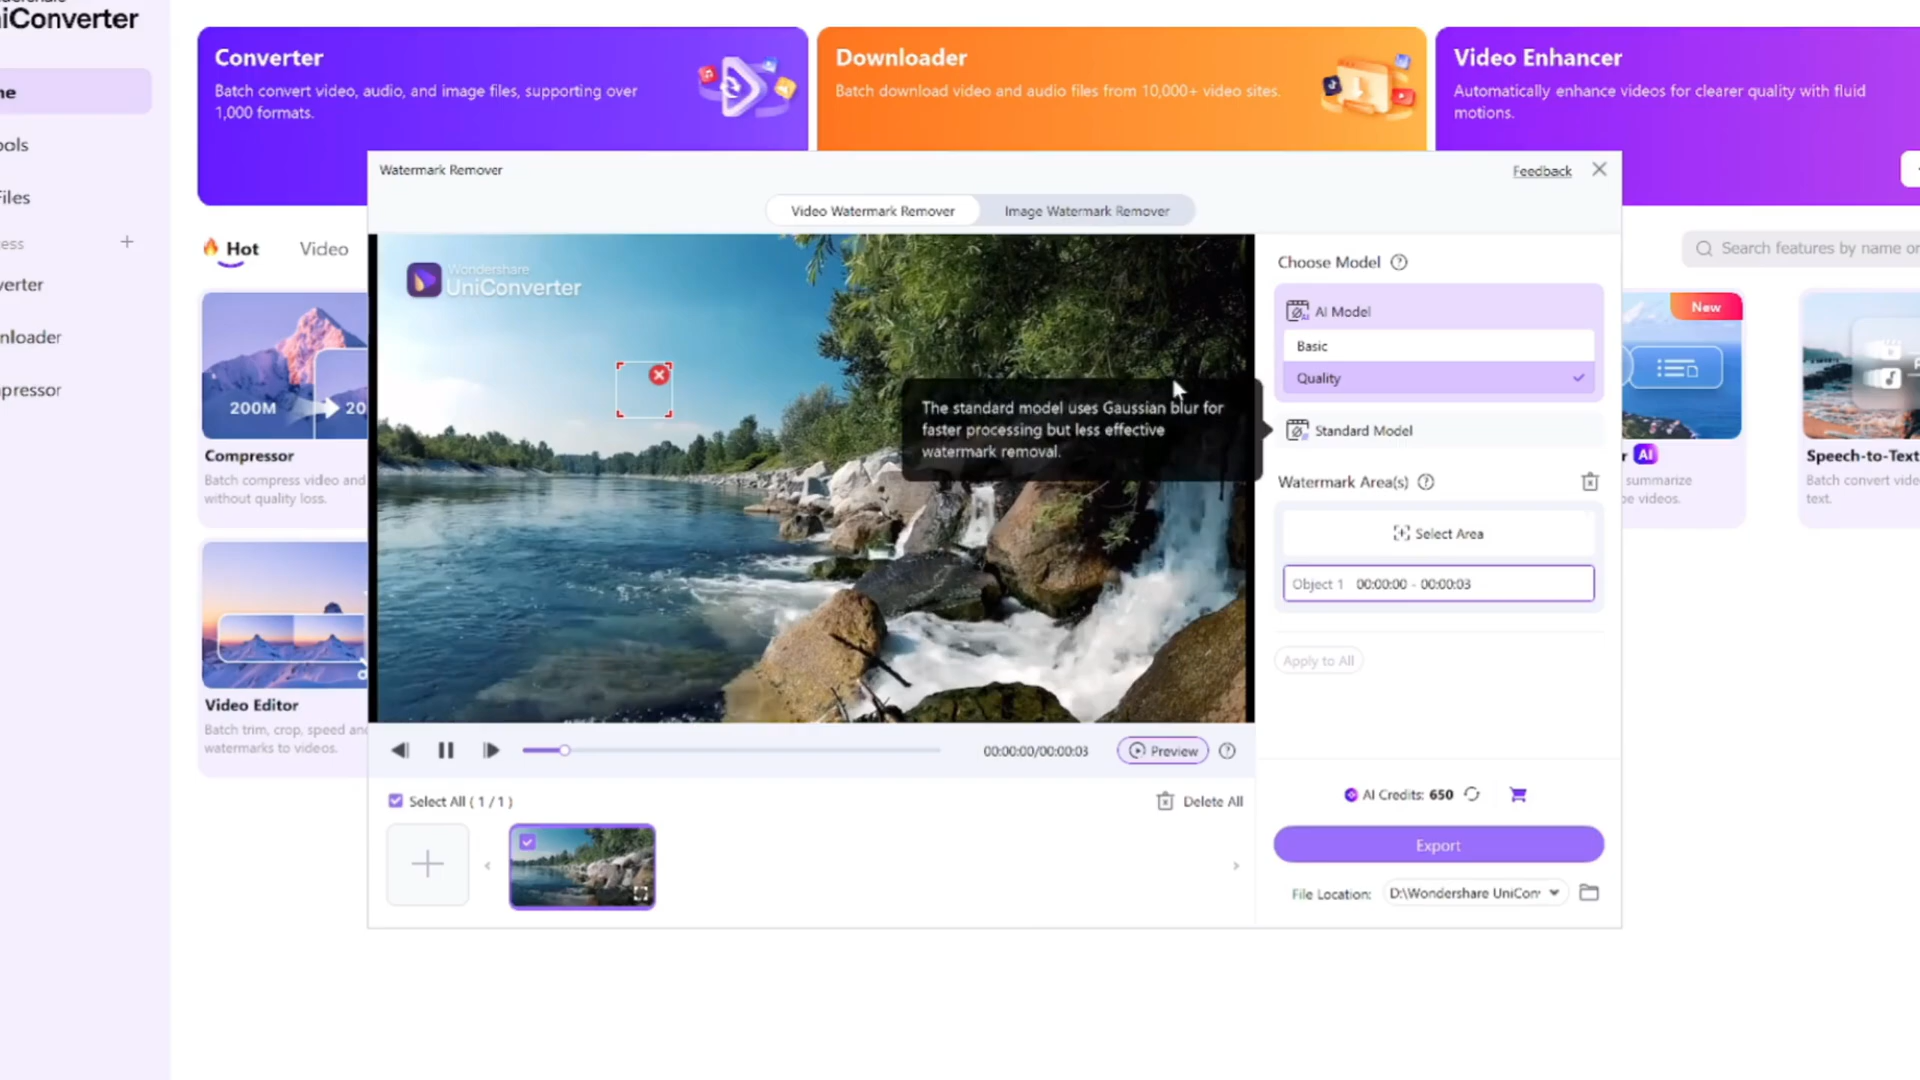 iConverter
Converter
Batch convert video, audio, and image files, supporting over
1,000 formats.
Downloader
Batch download video and audio files from 10,000+ video sites.
Video Enhancer
Automatically enhance videos for clearer quality with fluid
motions.
Hot
Video
Search features by name or
Files
verter
nloader
pressor
200M
20
Compressor
Batch compress video and
without quality loss.
Video Editor
Batch trim, crop, speed and
watermarks to videos.
Watermark Remover
Feedback
Video Watermark Remover
Image Watermark Remover
Wondershare
UniConverter
The standard model uses Gaussian blur for
faster processing but less effective
watermark removal.
00:00:00/00:00:03
Preview
Select All ( 1 / 1 )
Delete All
Choose Model
AI Model
Basic
Quality
Standard Model
Watermark Area(s)
Select Area
Object 1 00:00:00 - 00:00:03
Apply to All
AI Credits: 650
Export
File Location: D:\Wondershare UniCon
New
r AI
summarize
be videos.
Speech-to-Text
Batch convert vide
text.